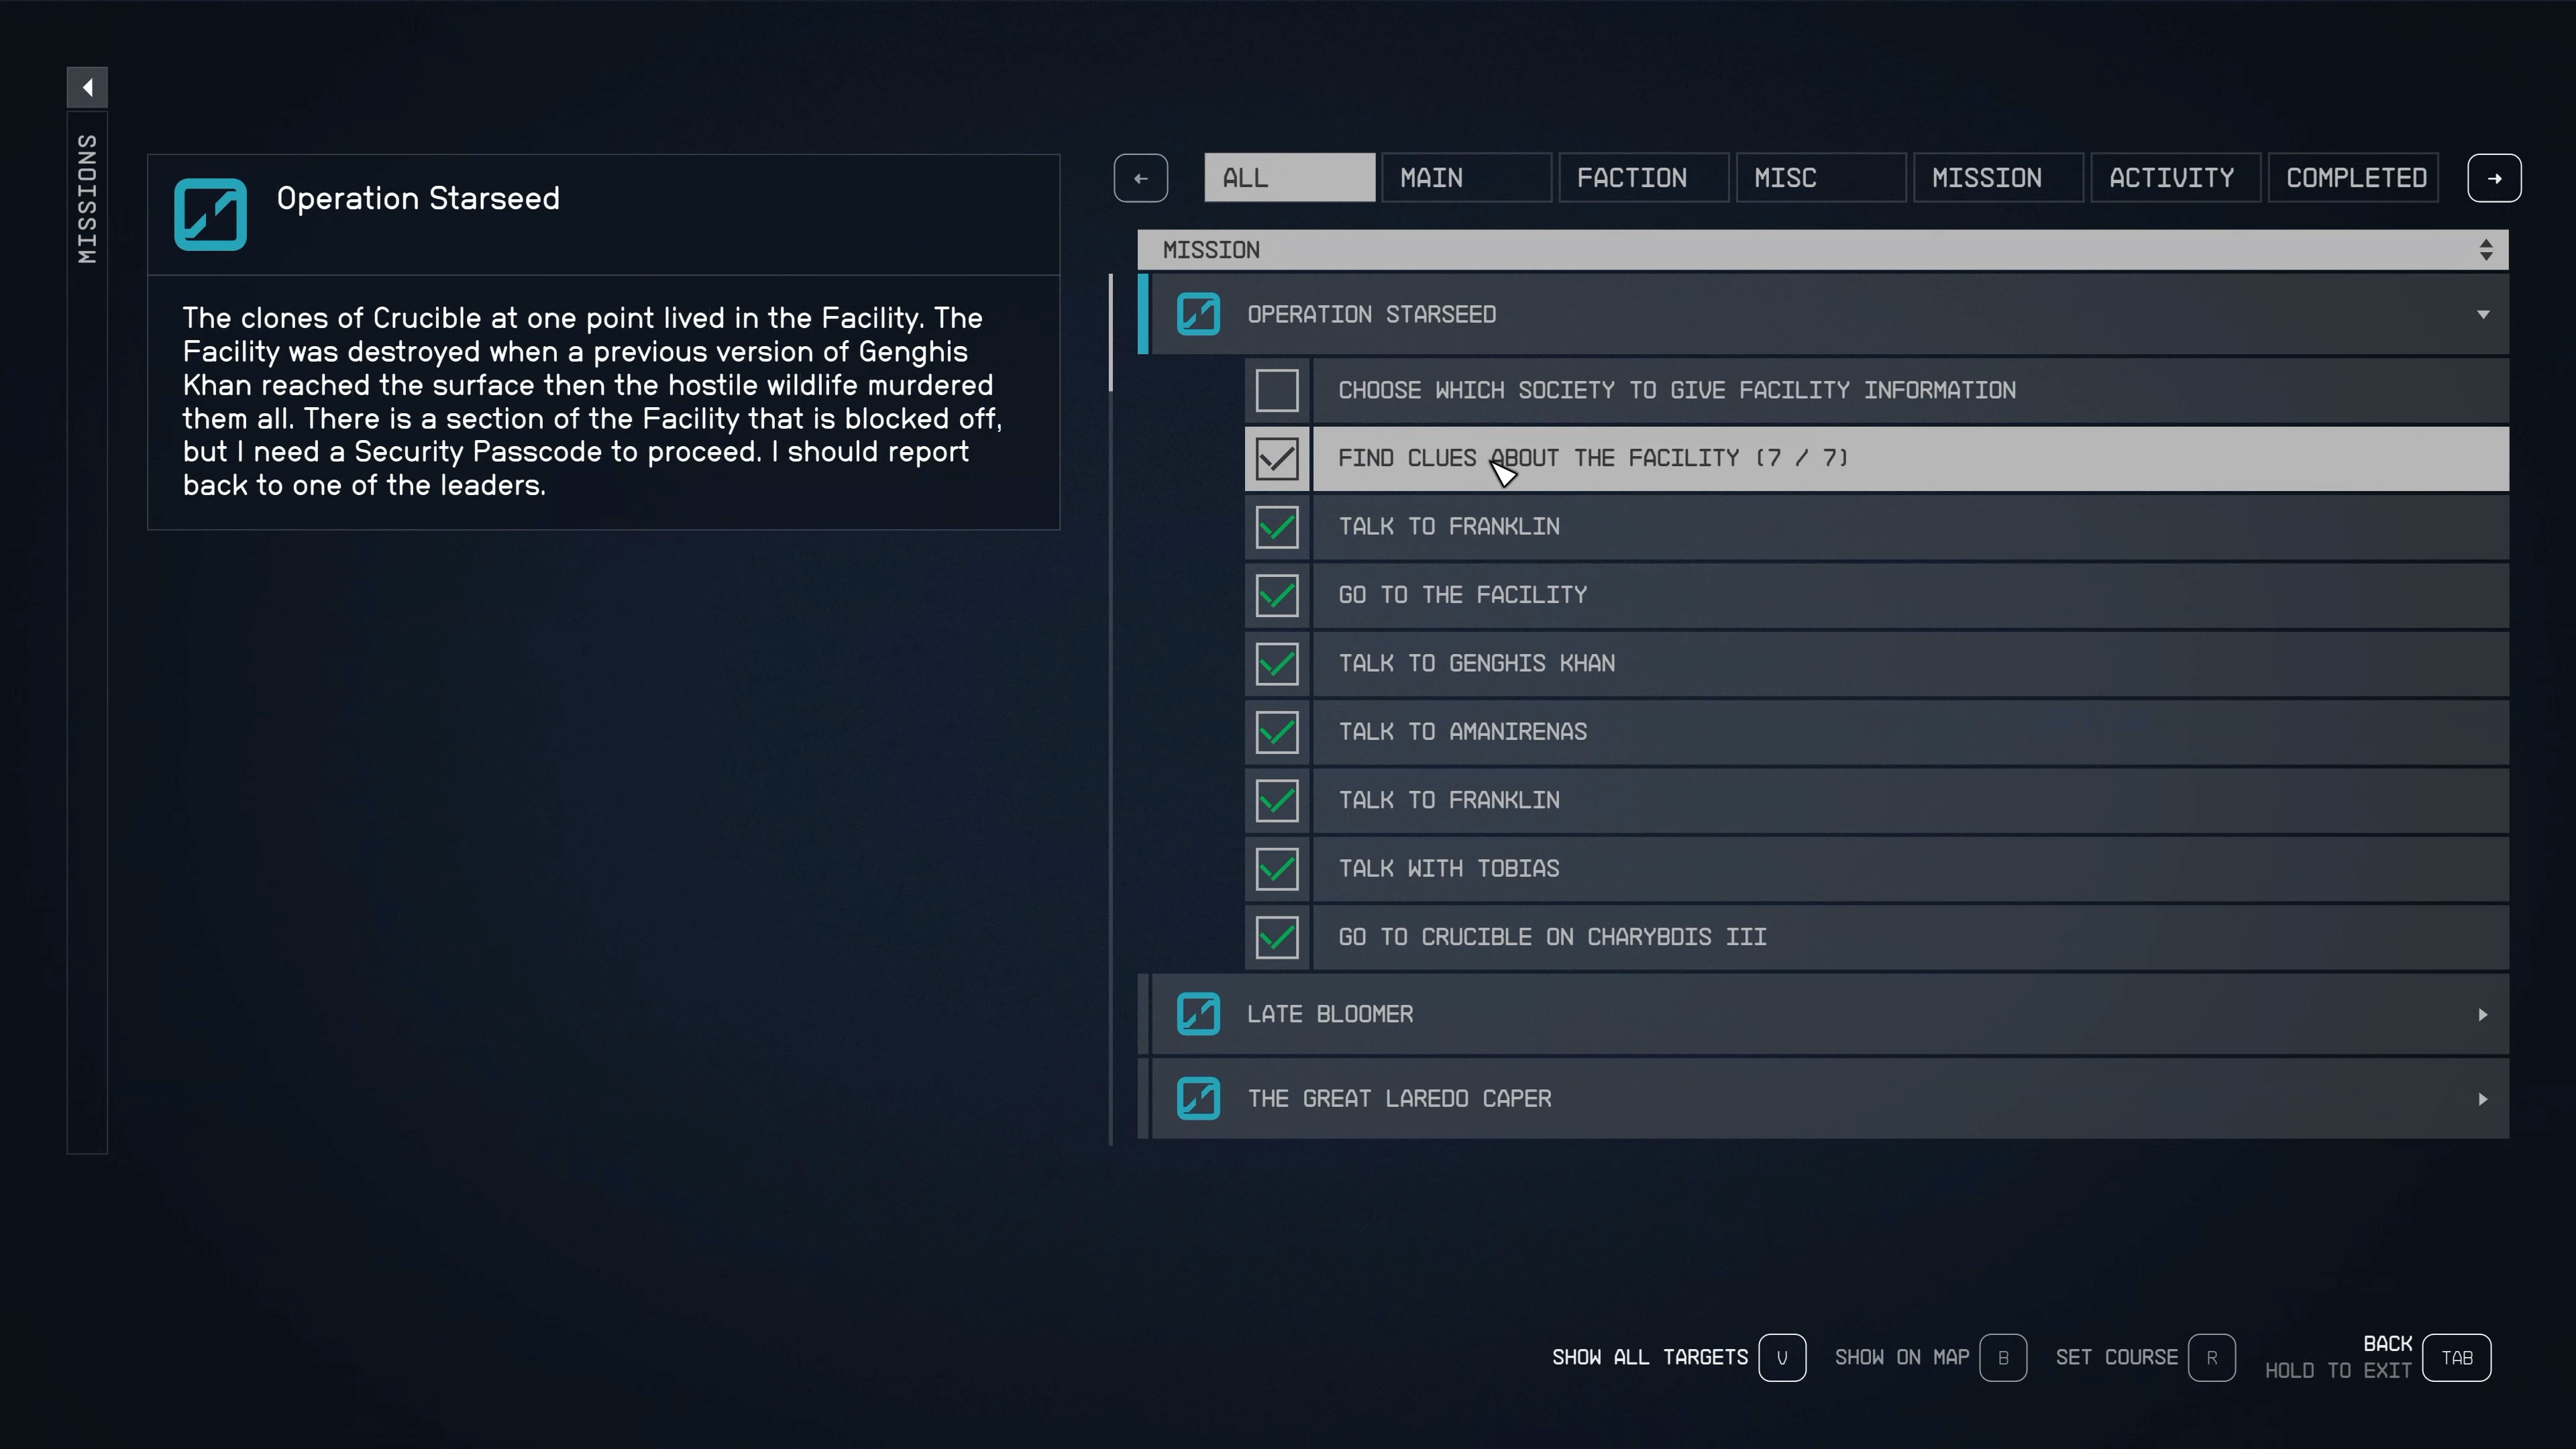 MISSIONS
Operation Starseed
The clones of Crucible at one point lived in the Facility. The
Facility was destroyed when a previous version of Genghis
Khan reached the surface then the hostile wildlife murdered
them all. There is a section of the Facility that is blocked off,
but I need a Security Passcode to proceed. I should report
back to one of the leaders.
ALL MAIN FACTION MISC MISSION ACTIVITY COMPLETED
MISSION
OPERATION STARSEED
CHOOSE WHICH SOCIETY TO GIVE FACILITY INFORMATION
FIND CLUES ABOUT THE FACILITY (7 / 7)
TALK TO FRANKLIN
GO TO THE FACILITY
TALK TO GENGHIS KHAN
TALK TO AMANIRENAS
TALK TO FRANKLIN
TALK WITH TOBIAS
GO TO CRUCIBLE ON CHARYBDIS III
LATE BLOOMER
THE GREAT LAREDO CAPER
SHOW ALL TARGETS V SHOW ON MAP B SET COURSE R BACK TAB
HOLD TO EXIT